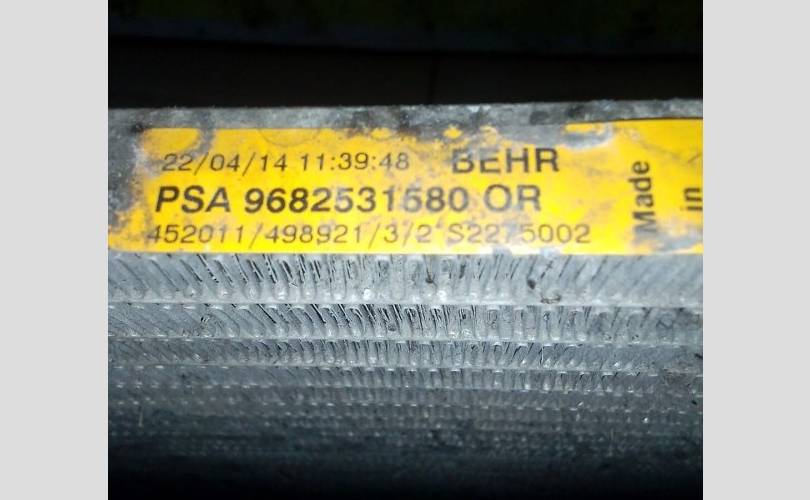 22/04/14 11:39:48 BEHR
PSA 9682531580 OR
452011/498921/3/2 S2275002
Made
in